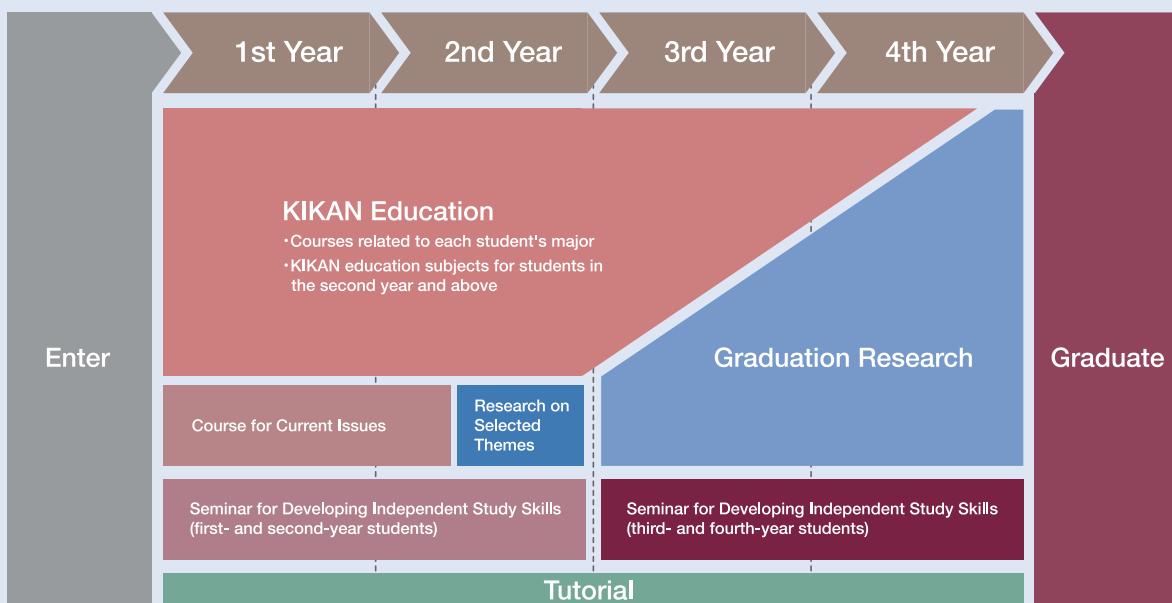 1st Year
2nd Year
3rd Year
4th Year
KIKAN Education
・Courses related to each student's major
・KIKAN education subjects for students in
the second year and above
Enter
Graduation Research
Graduate
Course for Current Issues
Research on
Selected
Themes
Seminar for Developing Independent Study Skills
(first- and second-year students)
Seminar for Developing Independent Study Skills
(third- and fourth-year students)
Tutorial